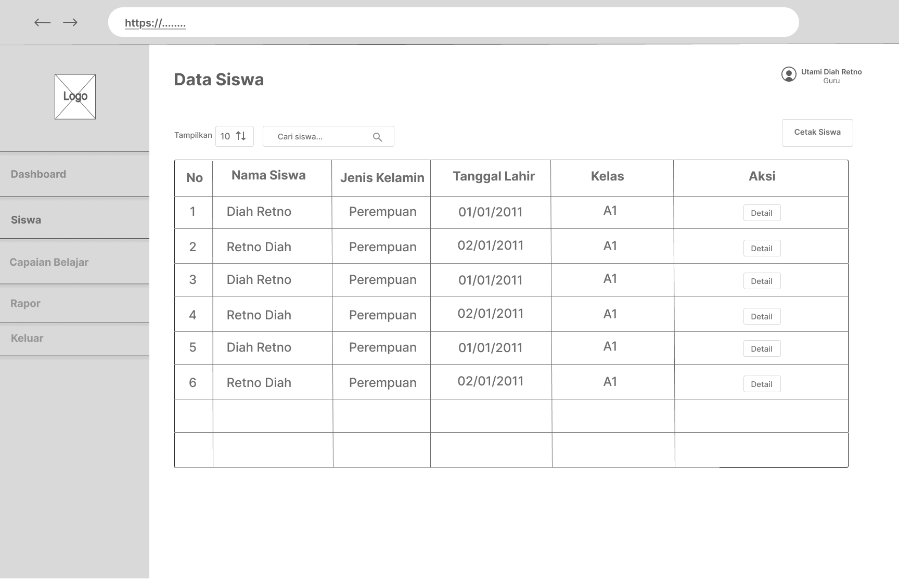 https://........
Logo
Dashboard
Siswa
Capaian Belajar
Rapor
Keluar
Data Siswa
Utami Diah Retno
Guru
Tampilkan 10 Cari siswa... Cetak Siswa
No Nama Siswa Jenis Kelamin Tanggal Lahir Kelas Aksi
1 Diah Retno Perempuan 01/01/2011 A1 Detail
2 Retno Diah Perempuan 02/01/2011 A1 Detail
3 Diah Retno Perempuan 01/01/2011 A1 Detail
4 Retno Diah Perempuan 02/01/2011 A1 Detail
5 Diah Retno Perempuan 01/01/2011 A1 Detail
6 Retno Diah Perempuan 02/01/2011 A1 Detail